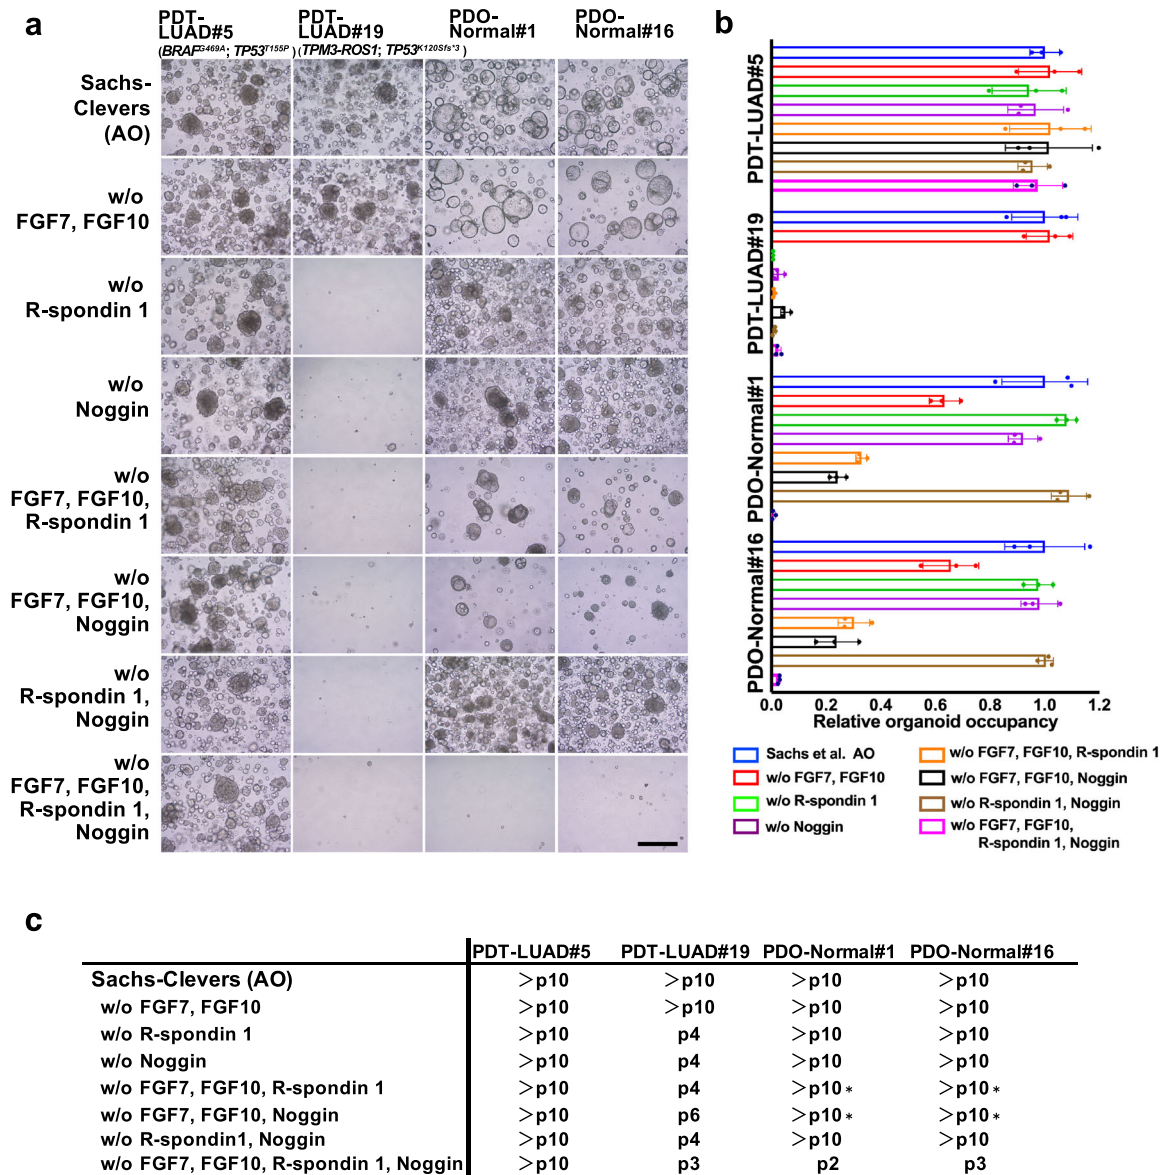 a
PDT-
LUAD#5
PDT-
LUAD#19
PDO-
Normal#1
PDO-
Normal#16
(BRAF^G469A; TP53^T155P) (TPM3-ROS1; TP53^K120Sfs*3)
Sachs-
Clevers
(AO)
w/o
FGF7, FGF10
w/o
R-spondin 1
w/o
Noggin
w/o
FGF7, FGF10,
R-spondin 1
w/o
FGF7, FGF10,
Noggin
w/o
R-spondin 1,
Noggin
w/o
FGF7, FGF10,
R-spondin 1,
Noggin
b
PDT-LUAD#5
PDT-LUAD#19
PDO-Normal#1
PDO-Normal#16
0.0 0.2 0.4 0.6 0.8 1.0 1.2
Relative organoid occupancy
Sachs et al. AO
w/o FGF7, FGF10
w/o R-spondin 1
w/o Noggin
w/o FGF7, FGF10, R-spondin 1
w/o FGF7, FGF10, Noggin
w/o R-spondin 1, Noggin
w/o FGF7, FGF10,
R-spondin 1, Noggin
c
PDT-LUAD#5 PDT-LUAD#19 PDO-Normal#1 PDO-Normal#16
Sachs-Clevers (AO) >p10 >p10 >p10 >p10
w/o FGF7, FGF10 >p10 >p10 >p10 >p10
w/o R-spondin 1 >p10 p4 >p10 >p10
w/o Noggin >p10 p4 >p10 >p10
w/o FGF7, FGF10, R-spondin 1 >p10 p4 >p10* >p10*
w/o FGF7, FGF10, Noggin >p10 p6 >p10* >p10*
w/o R-spondin1, Noggin >p10 p4 >p10 >p10
w/o FGF7, FGF10, R-spondin 1, Noggin >p10 p3 p2 p3